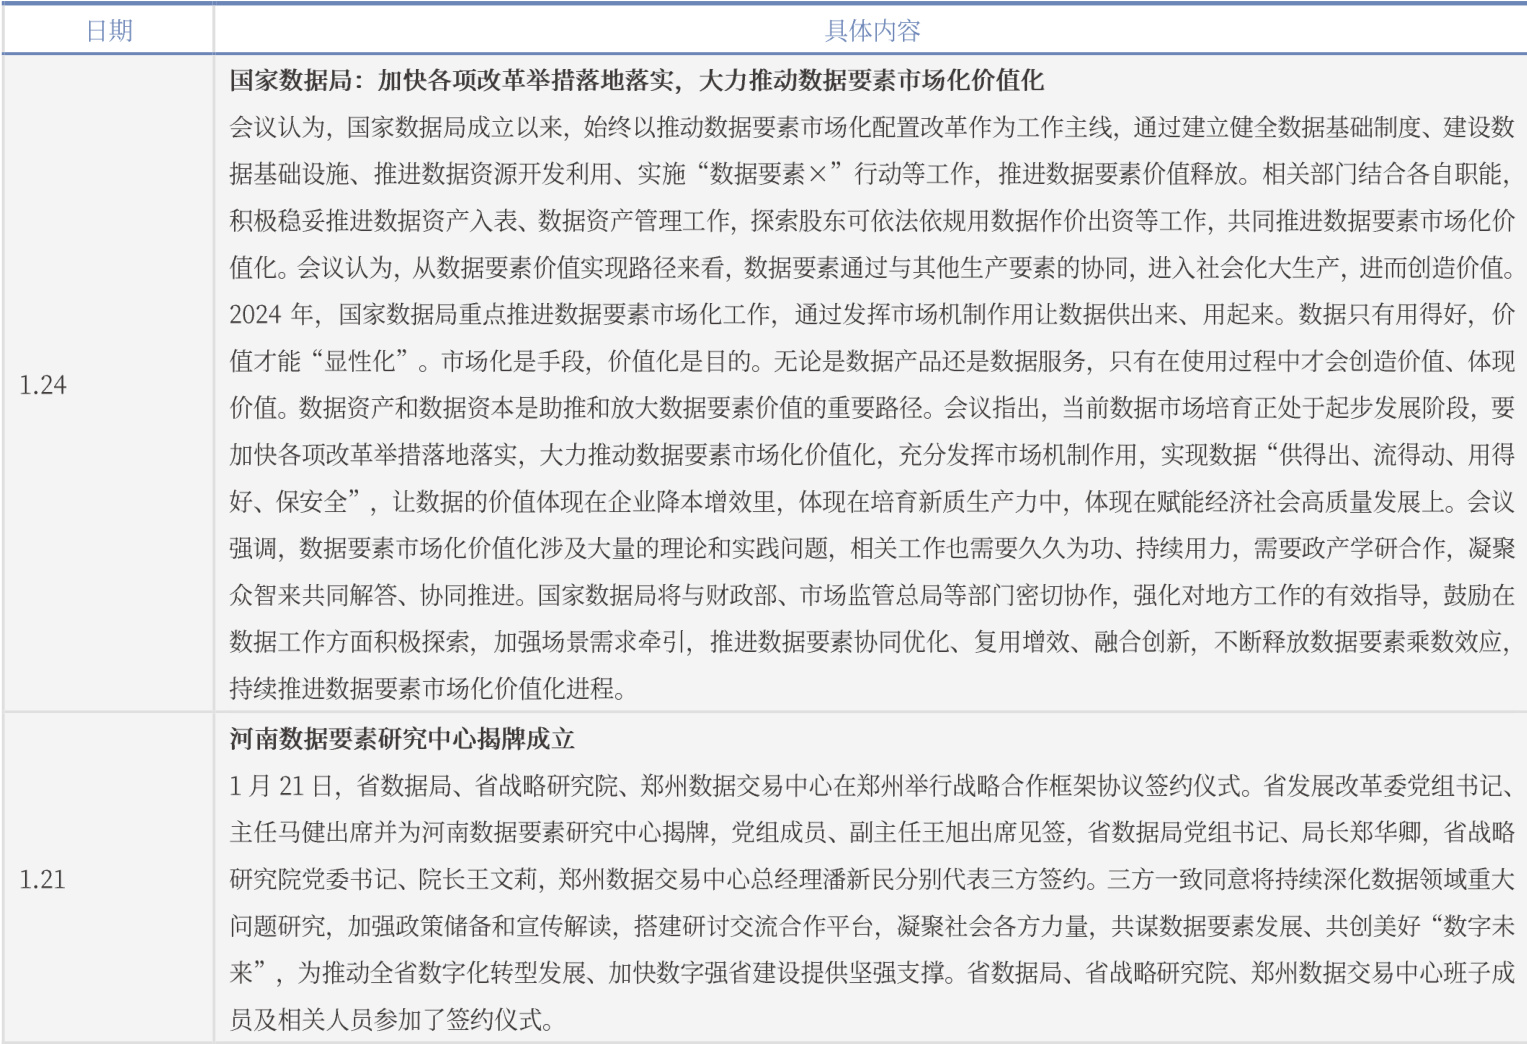 日期
具体内容
国家数据局：加快各项改革举措落地落实，大力推动数据要素市场化价值化
会议认为，国家数据局成立以来，始终以推动数据要素市场化配置改革作为工作主线，通过建立健全数据基础制度、建设数
据基础设施、推进数据资源开发利用、实施“数据要素×”行动等工作，推进数据要素价值释放。相关部门结合各自职能，
积极稳妥推进数据资产入表、数据资产管理工作，探索股东可依法依规用数据作价出资等工作，共同推进数据要素市场化价
值化。会议认为，从数据要素价值实现路径来看，数据要素通过与其他生产要素的协同，进入社会化大生产，进而创造价值。
2024 年，国家数据局重点推进数据要素市场化工作，通过发挥市场机制作用让数据供出来、用起来。数据只有用得好，价
值才能“显性化”。市场化是手段，价值化是目的。无论是数据产品还是数据服务，只有在使用过程中才会创造价值、体现
价值。数据资产和数据资本是助推和放大数据要素价值的重要路径。会议指出，当前数据市场培育正处于起步发展阶段，要
加快各项改革举措落地落实，大力推动数据要素市场化价值化，充分发挥市场机制作用，实现数据“供得出、流得动、用得
好、保安全”，让数据的价值体现在企业降本增效里，体现在培育新质生产力中，体现在赋能经济社会高质量发展上。会议
强调，数据要素市场化价值化涉及大量的理论和实践问题，相关工作也需要久久为功、持续用力，需要政产学研合作，凝聚
众智来共同解答、协同推进。国家数据局将与财政部、市场监管总局等部门密切协作，强化对地方工作的有效指导，鼓励在
数据工作方面积极探索，加强场景需求牵引，推进数据要素协同优化、复用增效、融合创新，不断释放数据要素乘数效应，
持续推进数据要素市场化价值化进程。
1.24
河南数据要素研究中心揭牌成立
1 月 21 日，省数据局、省战略研究院、郑州数据交易中心在郑州举行战略合作框架协议签约仪式。省发展改革委党组书记、
主任马健出席并为河南数据要素研究中心揭牌，党组成员、副主任王旭出席见签，省数据局党组书记、局长郑华卿，省战略
研究院党委书记、院长王文莉，郑州数据交易中心总经理潘新民分别代表三方签约。三方一致同意将持续深化数据领域重大
问题研究，加强政策储备和宣传解读，搭建研讨交流合作平台，凝聚社会各方力量，共谋数据要素发展、共创美好“数字未
来”，为推动全省数字化转型发展、加快数字强省建设提供坚强支撑。省数据局、省战略研究院、郑州数据交易中心班子成
员及相关人员参加了签约仪式。
1.21